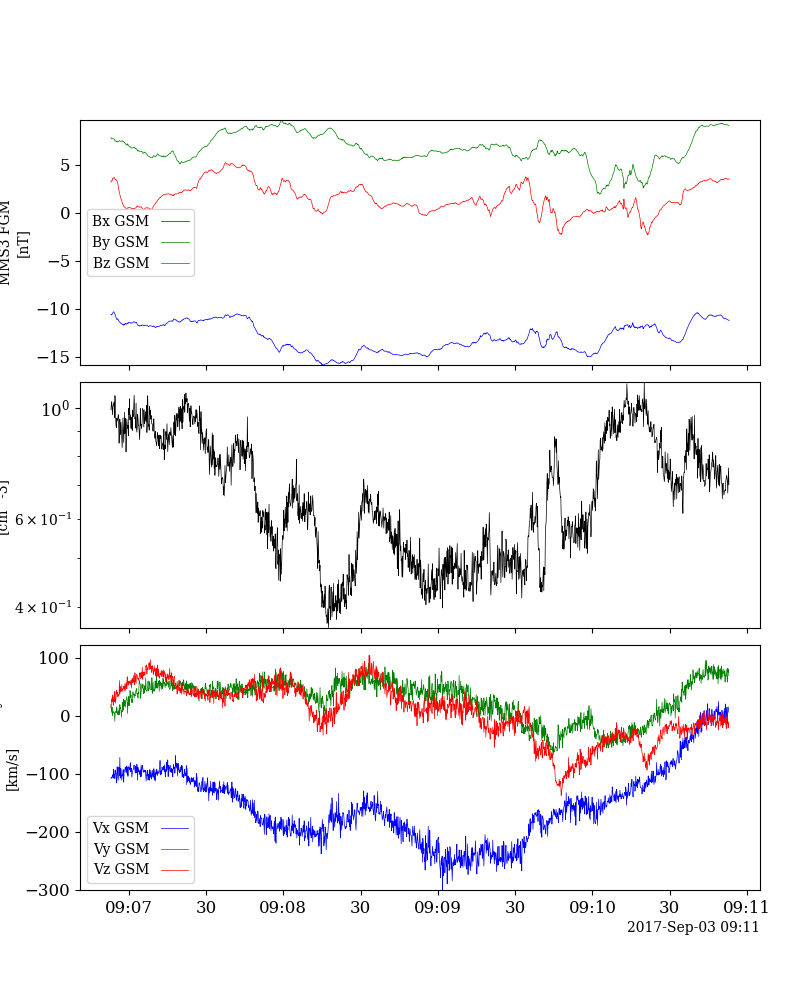 MMS3 FGM
[nT]
5
0
−5
−10
−15
Bx GSM
By GSM
Bz GSM
10⁰
6 × 10⁻¹
4 × 10⁻¹
100
0
−100
−200
−300
[km/s]
Vx GSM
Vy GSM
Vz GSM
09:07 30 09:08 30 09:09 30 09:10 30 09:11
2017-Sep-03 09:11